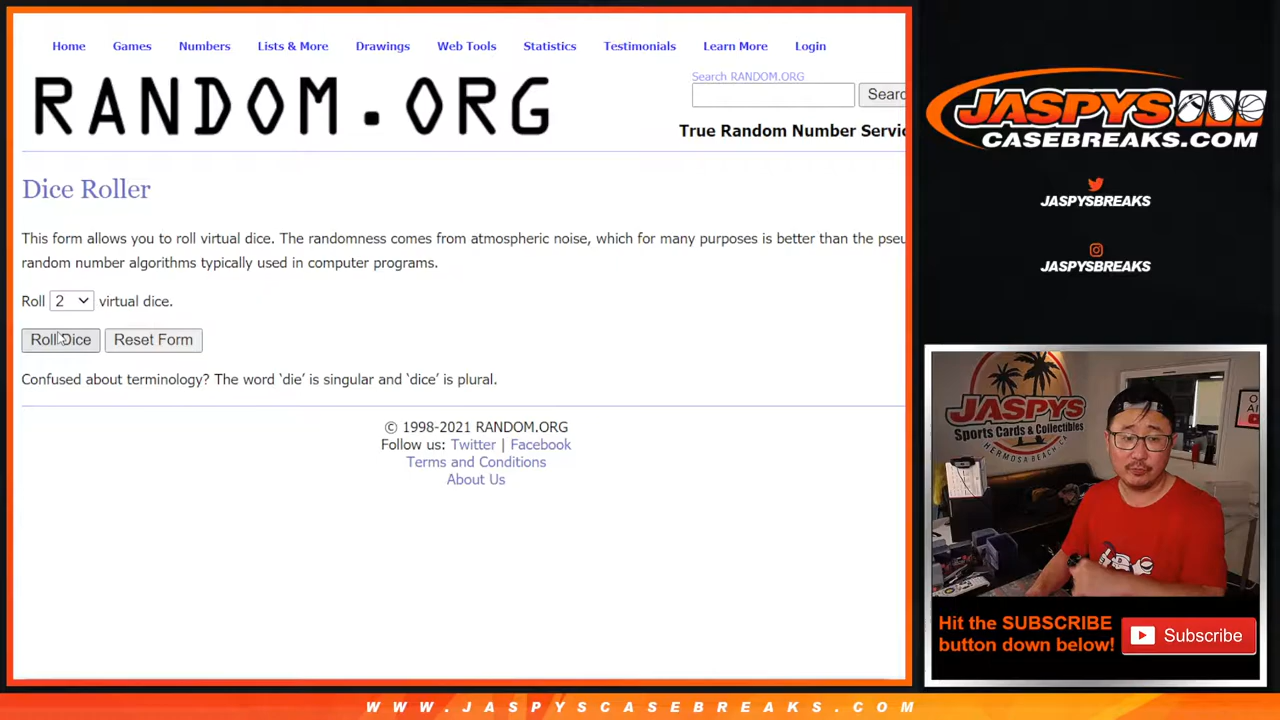 Home Games Numbers Lists & More Drawings Web Tools Statistics Testimonials Learn More Login
RANDOM.ORG
Search RANDOM.ORG
Searc
True Random Number Servic
Dice Roller
This form allows you to roll virtual dice. The randomness comes from atmospheric noise, which for many purposes is better than the pseu
random number algorithms typically used in computer programs.
Roll 2 virtual dice.
Roll Dice Reset Form
Confused about terminology? The word ‘die’ is singular and ‘dice’ is plural.
© 1998-2021 RANDOM.ORG
Follow us: Twitter | Facebook
Terms and Conditions
About Us
JASPYS
CASEBREAKS.COM
JASPYSBREAKS
JASPYSBREAKS
JASPYS
Sports Cards & Collectibles
HERMOSA BEACH, CA
Hit the SUBSCRIBE
button down below!
Subscribe
WWW.JASPYSCASEBREAKS.COM